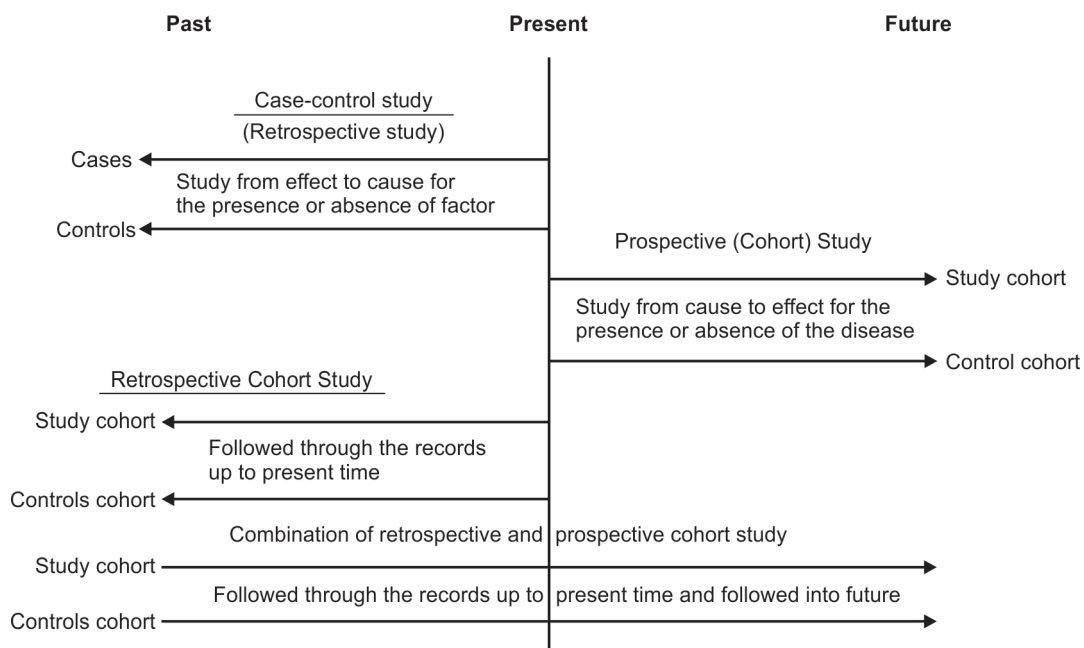 Past Present Future
Case-control study
(Retrospective study)
Cases
Study from effect to cause for
the presence or absence of factor
Controls
Prospective (Cohort) Study
Study cohort
Study from cause to effect for the
presence or absence of the disease
Control cohort
Retrospective Cohort Study
Study cohort
Followed through the records
up to present time
Controls cohort
Combination of retrospective and prospective cohort study
Study cohort
Followed through the records up to present time and followed into future
Controls cohort